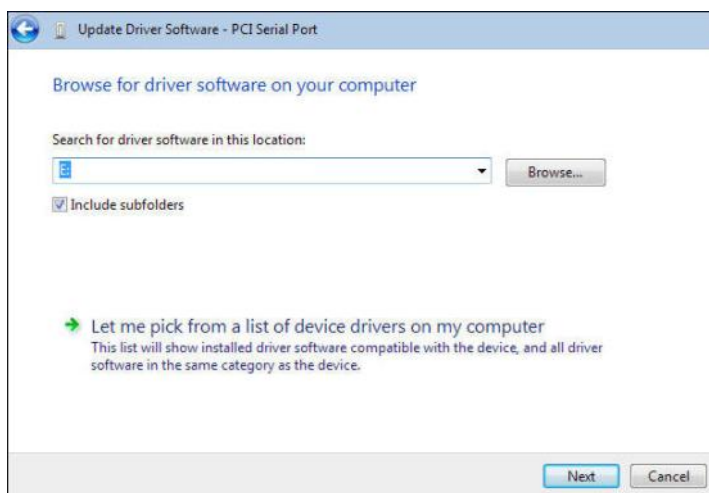 Update Driver Software - PCI Serial Port
Browse for driver software on your computer
Search for driver software in this location:
E:
Browse...
Include subfolders
Let me pick from a list of device drivers on my computer
This list will show installed driver software compatible with the device, and all driver
software in the same category as the device.
Next
Cancel